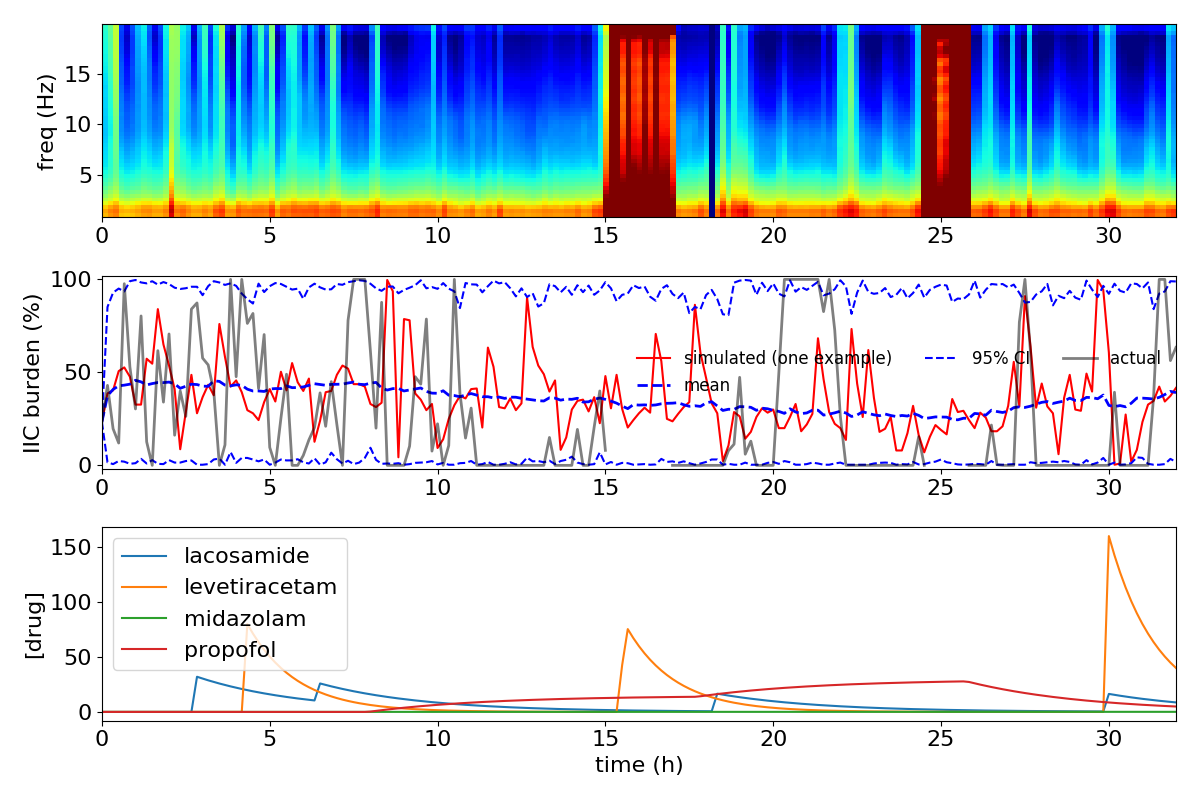 freq (Hz)
15
10
5
0 5 10 15 20 25 30
IIC burden (%)
100
50
0
simulated (one example) 95% CI actual
mean
0 5 10 15 20 25 30
[drug]
150
100
50
0
lacosamide
levetiracetam
midazolam
propofol
0 5 10 15 20 25 30
time (h)